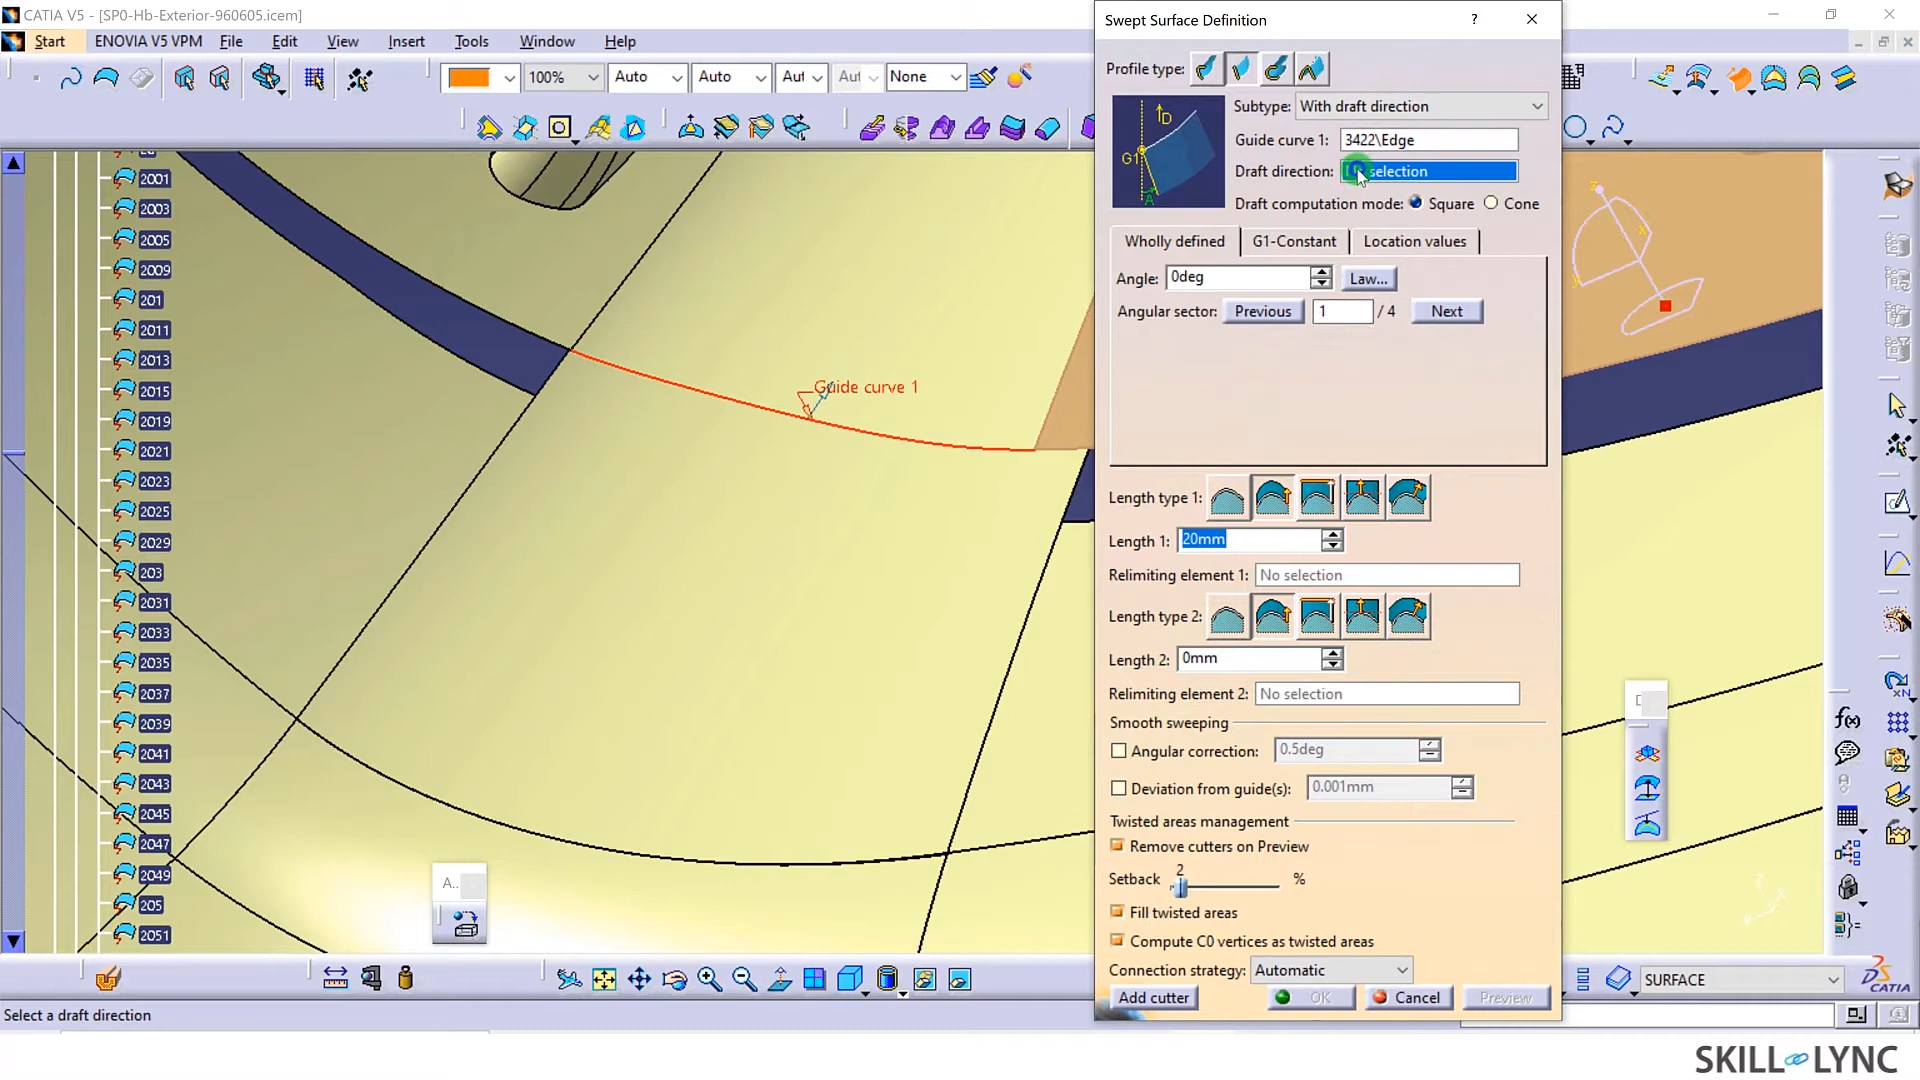 CATIA V5 - [SP0-Hb-Exterior-960605.icem]
Start ENOVIA V5 VPM File Edit View Insert Tools Window Help
100% Auto Auto Aut Aut None
2001
2003
2005
2009
201
2011
2013
2015
2019
2021
2023
2025
2029
203
2031
2033
2035
2037
2039
2041
2043
2045
2047
2049
205
2051
Guide curve 1
A..
Swept Surface Definition
?
Profile type:
Subtype: With draft direction
Guide curve 1: 3422\Edge
Draft direction: selection
Draft computation mode: Square Cone
D
G1
A
Wholly defined G1-Constant Location values
Angle: 0deg Law...
Angular sector: Previous 1 / 4 Next
Length type 1:
Length 1: 20mm
Relimiting element 1: No selection
Length type 2:
Length 2: 0mm
Relimiting element 2: No selection
Smooth sweeping
Angular correction: 0.5deg
Deviation from guide(s): 0.001mm
Twisted areas management
Remove cutters on Preview
2
Setback %
Fill twisted areas
Compute C0 vertices as twisted areas
Connection strategy: Automatic
Add cutter OK Cancel Preview
z
x
y
f(x)
SURFACE
CATIA
Select a draft direction
SKILL LYNC